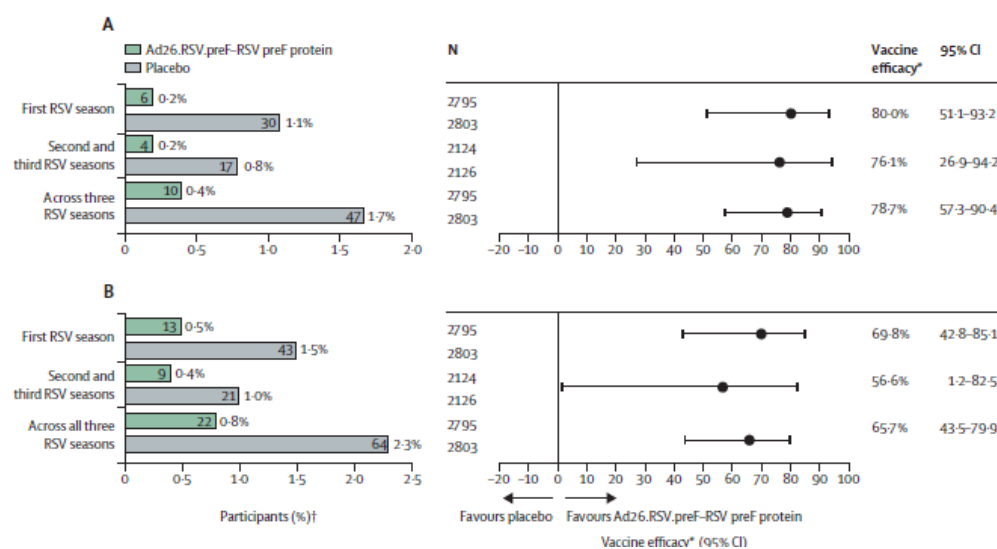 A
Ad26.RSV.preF–RSV preF protein
Placebo
N
Vaccine efficacy*
95% CI
First RSV season
6 0·2%
30 1·1%
2795
2803
80·0%
51·1–93·2
Second and third RSV seasons
4 0·2%
17 0·8%
2124
2126
76·1%
26·9–94·2
Across three RSV seasons
10 0·4%
47 1·7%
2795
2803
78·7%
57·3–90·4
0 0·5 1·0 1·5 2·0
–20 –10 0 10 20 30 40 50 60 70 80 90 100
B
First RSV season
13 0·5%
43 1·5%
2795
2803
69·8%
42·8–85·1
Second and third RSV seasons
9 0·4%
21 1·0%
2124
2126
56·6%
1·2–82·5
Across all three RSV seasons
22 0·8%
64 2·3%
2795
2803
65·7%
43·5–79·9
0 0·5 1·0 1·5 2·0 2·5
–20 –10 0 10 20 30 40 50 60 70 80 90 100
Participants (%)†
Favours placebo
Favours Ad26.RSV.preF–RSV preF protein
Vaccine efficacy* (95% CI)